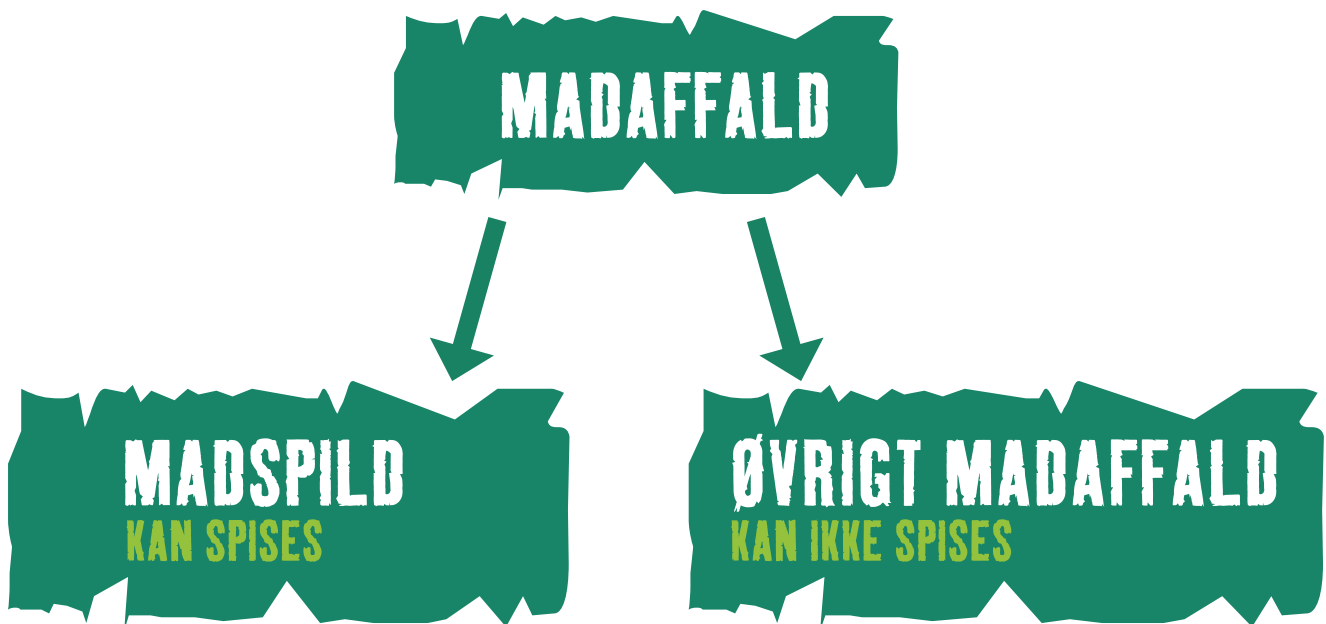 MADAFFALD
MADSPILD
KAN SPISES
ØVRIGT MADAFFALD
KAN IKKE SPISES